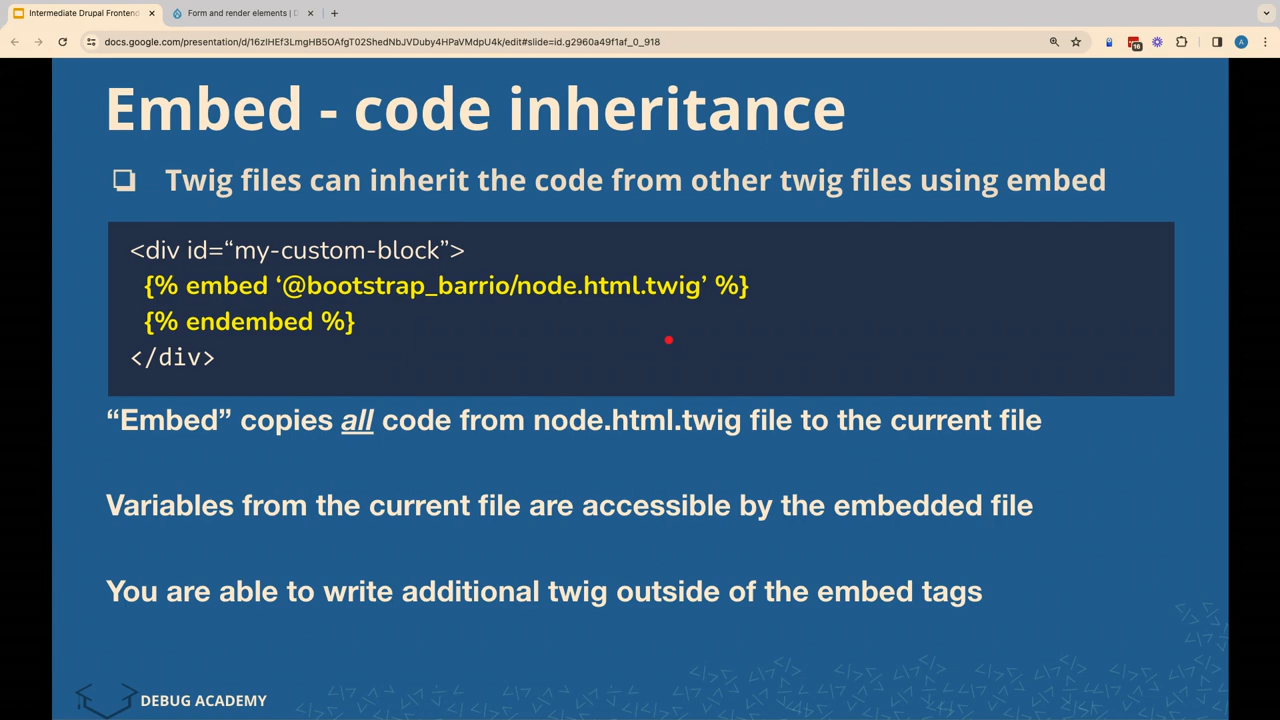 Intermediate Drupal Frontend
Form and render elements | D
docs.google.com/presentation/d/16zIHEf3LmgHB5OAfgT02ShedNbJVDuby4HPaVMdpU4k/edit#slide=id.g2960a49f1af_0_918
16
A
Embed - code inheritance
❏ Twig files can inherit the code from other twig files using embed
<div id=“my-custom-block”>
{% embed ‘@bootstrap_barrio/node.html.twig’ %}
{% endembed %}
</div>
“Embed” copies all code from node.html.twig file to the current file
Variables from the current file are accessible by the embedded file
You are able to write additional twig outside of the embed tags
DEBUG ACADEMY